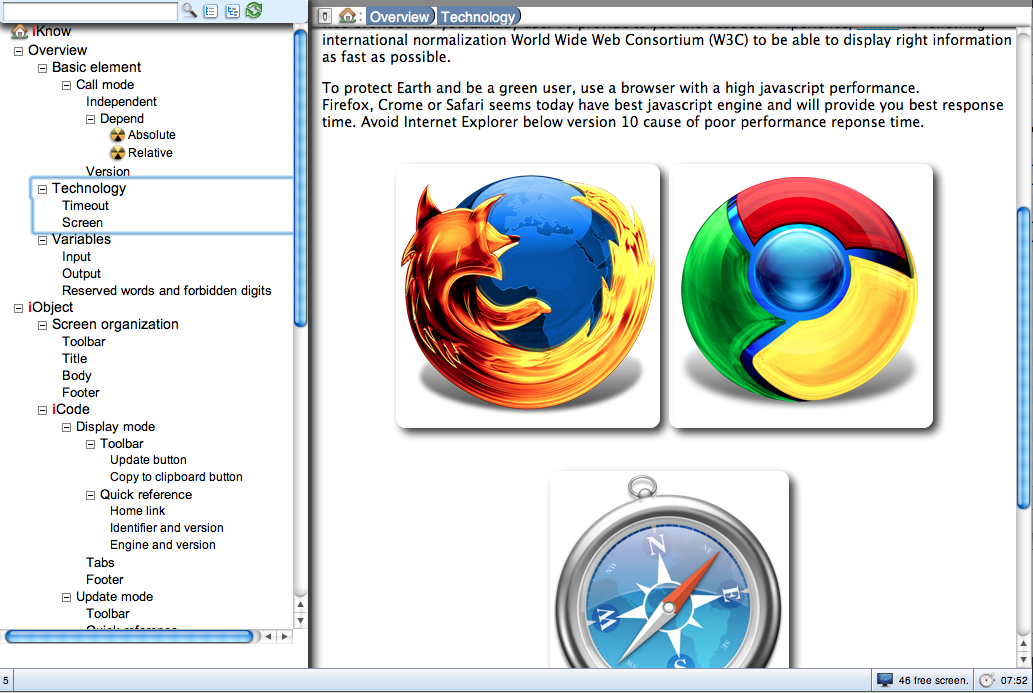 iKnow
Overview
Basic element
Call mode
Independent
Depend
Absolute
Relative
Version
Technology
Timeout
Screen
Variables
Input
Output
Reserved words and forbidden digits
iObject
Screen organization
Toolbar
Title
Body
Footer
iCode
Display mode
Toolbar
Update button
Copy to clipboard button
Quick reference
Home link
Identifier and version
Engine and version
Tabs
Footer
Update mode
Toolbar
Quick reference
: Overview Technology
international normalization World Wide Web Consortium (W3C) to be able to display right information
as fast as possible.
To protect Earth and be a green user, use a browser with a high javascript performance.
Firefox, Crome or Safari seems today have best javascript engine and will provide you best response
time. Avoid Internet Explorer below version 10 cause of poor performance reponse time.
N
NE
E
SE
S
SW
W
NW
5
46 free screen.
07:52